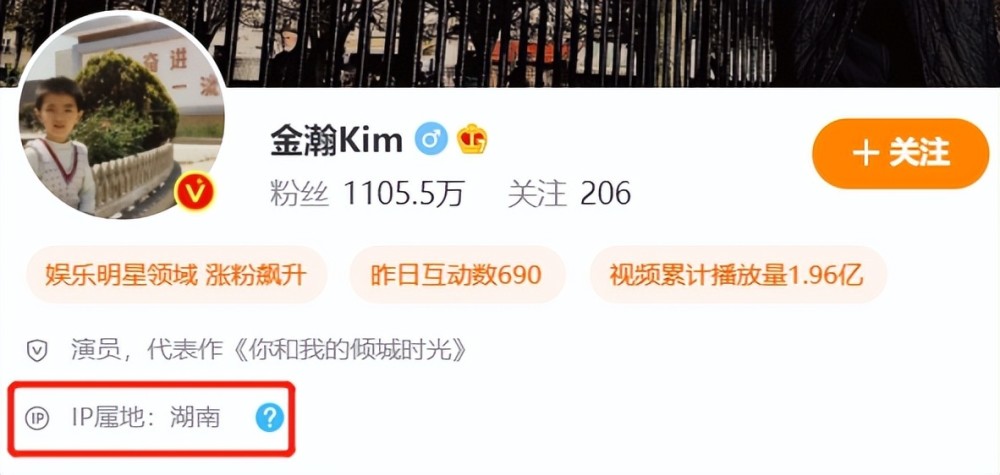 奋进
一流
金瀚Kim
粉丝 1105.5万 关注 206
+ 关注
娱乐明星领域 涨粉飙升
昨日互动数690
视频累计播放量1.96亿
演员，代表作《你和我的倾城时光》
IP IP属地：湖南 ?